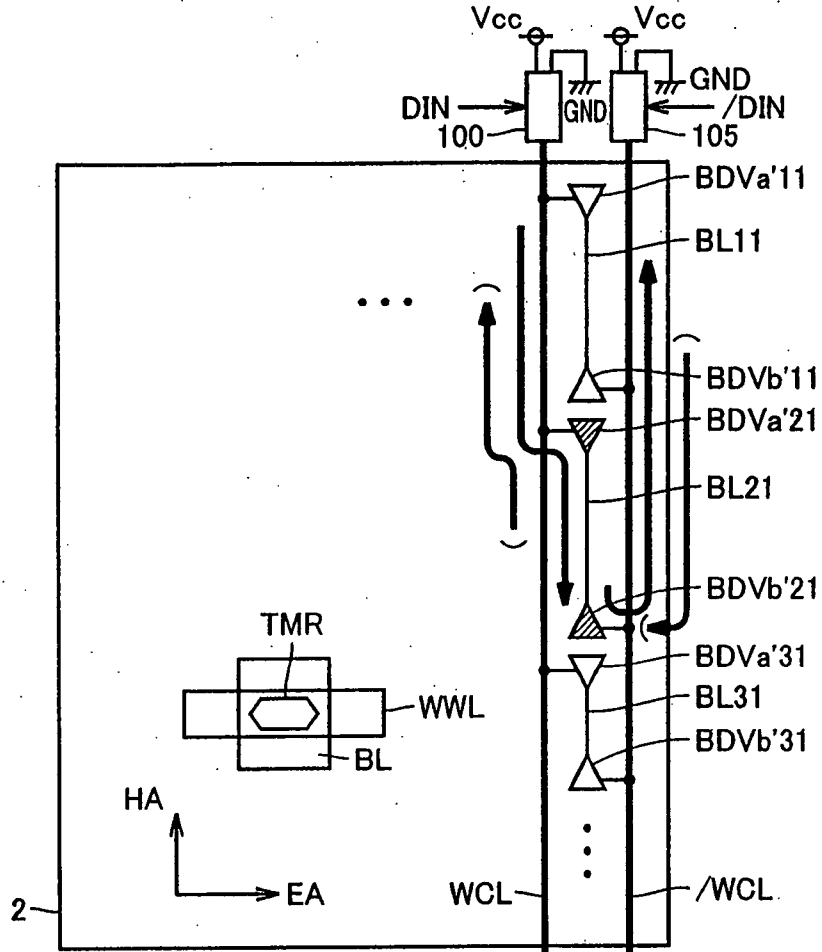 Vcc Vcc
GND
DIN GND /DIN
100 105
BDVa'11
BL11
• • •
BDVb'11
BDVa'21
BL21
BDVb'21
TMR
BDVa'31
WWL BL31
BL BDVb'31
HA
EA WCL /WCL
2